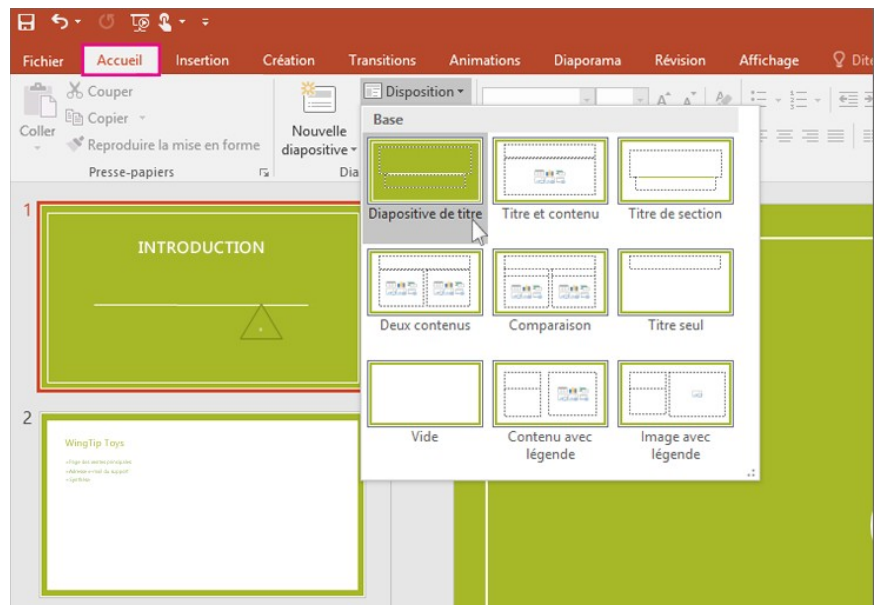 Fichier Accueil Insertion Création Transitions Animations Diaporama Révision Affichage Dite
Coller
Couper
Copier
Reproduire la mise en forme
Presse-papiers
Nouvelle
diapositive
Disposition
Dia
Base
Diapositive de titre Titre et contenu Titre de section
Deux contenus Comparaison Titre seul
Vide Contenu avec légende Image avec légende
1
INTRODUCTION
2
WingTip Toys